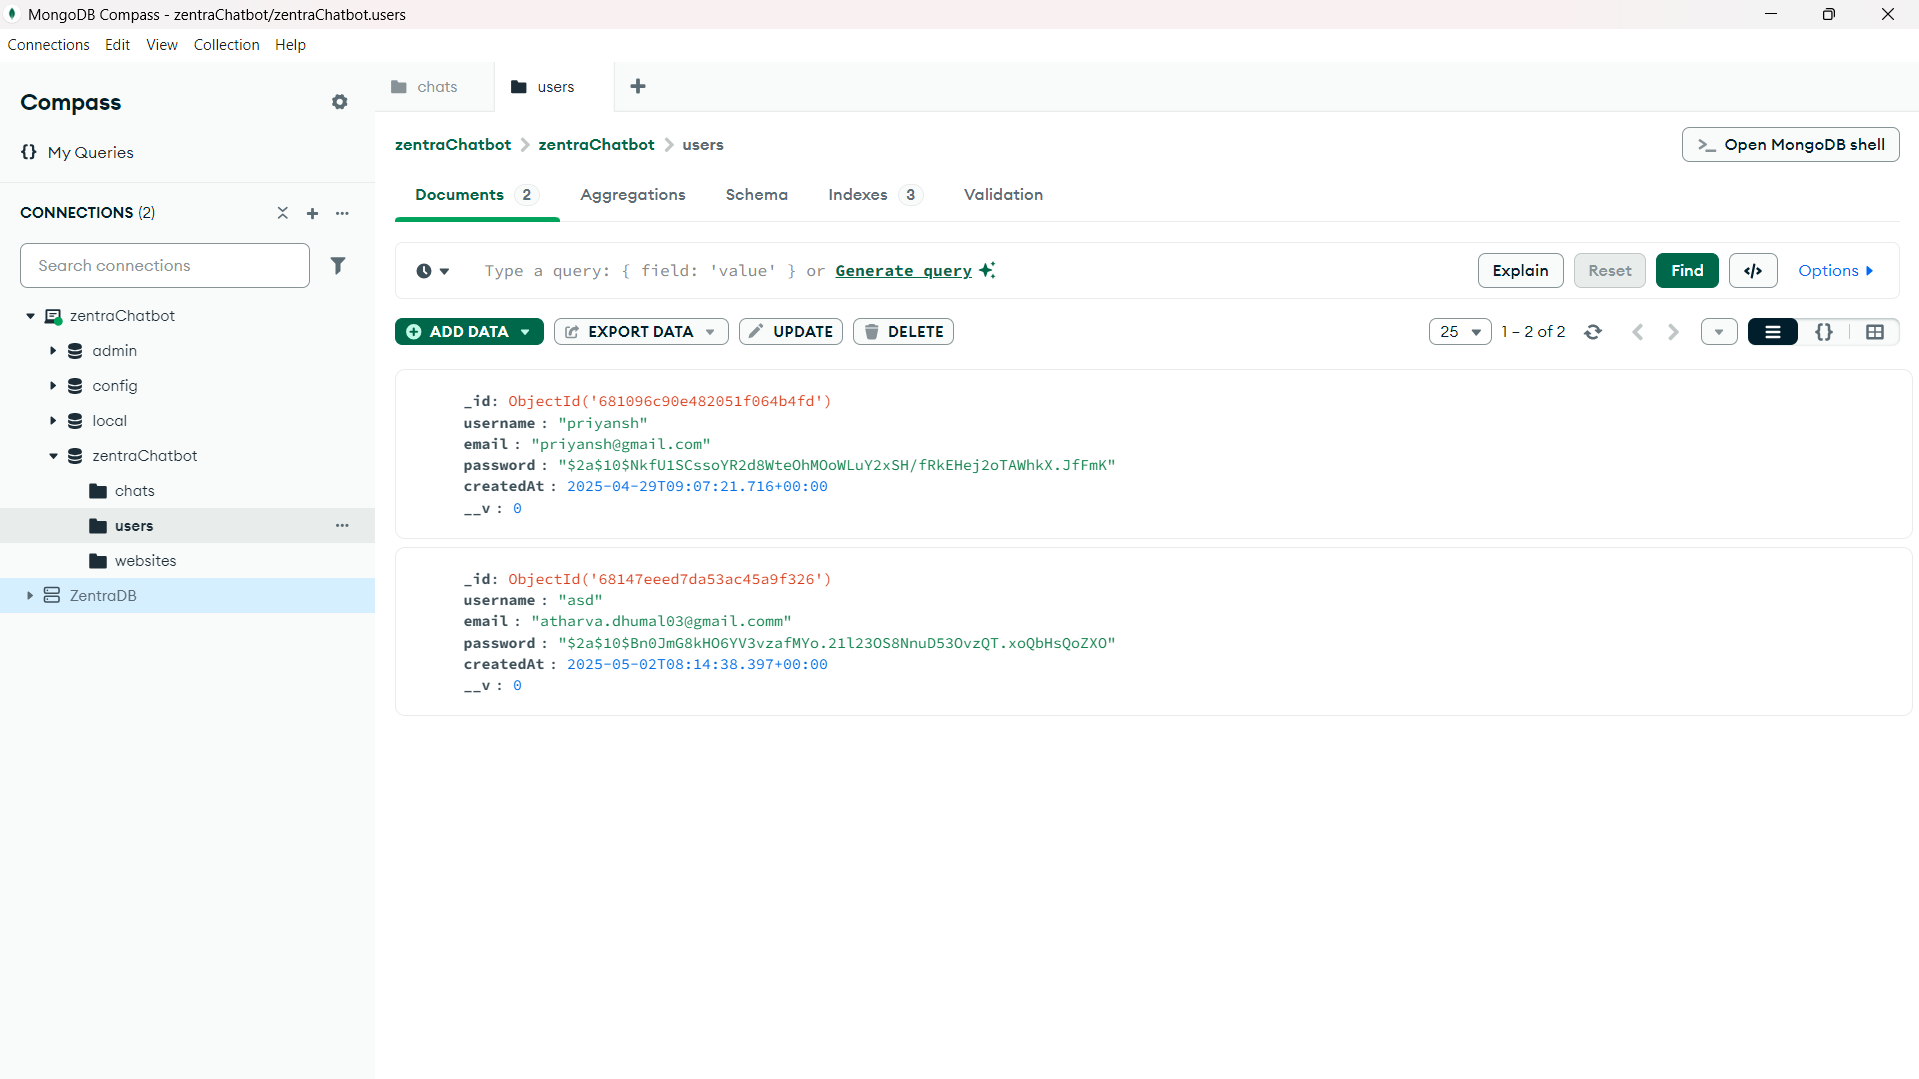 MongoDB Compass - zentraChatbot/zentraChatbot.users
Connections Edit View Collection Help
Compass
My Queries
CONNECTIONS (2)
Search connections
zentraChatbot
admin
config
local
zentraChatbot
chats
users
websites
ZentraDB
chats users
zentraChatbot zentraChatbot users
Open MongoDB shell
Documents 2 Aggregations Schema Indexes 3 Validation
Type a query: { field: 'value' } or Generate query
Explain Reset Find </> Options
ADD DATA EXPORT DATA UPDATE DELETE
25 1 – 2 of 2
_id: ObjectId('681096c90e482051f064b4fd')
username : "priyansh"
email : "priyansh@gmail.com"
password : "$2a$10$NkfU1SCssoYR2d8WteOhMOoWLuY2xSH/fRkEHej2oTAWhkX.JfFmK"
createdAt : 2025-04-29T09:07:21.716+00:00
__v : 0
_id: ObjectId('68147eeed7da53ac45a9f326')
username : "asd"
email : "atharva.dhumal03@gmail.comm"
password : "$2a$10$Bn0JmG8kHO6YV3vzafMYo.21l23OS8NnuD53OvzQT.xoQbHsQoZXO"
createdAt : 2025-05-02T08:14:38.397+00:00
__v : 0